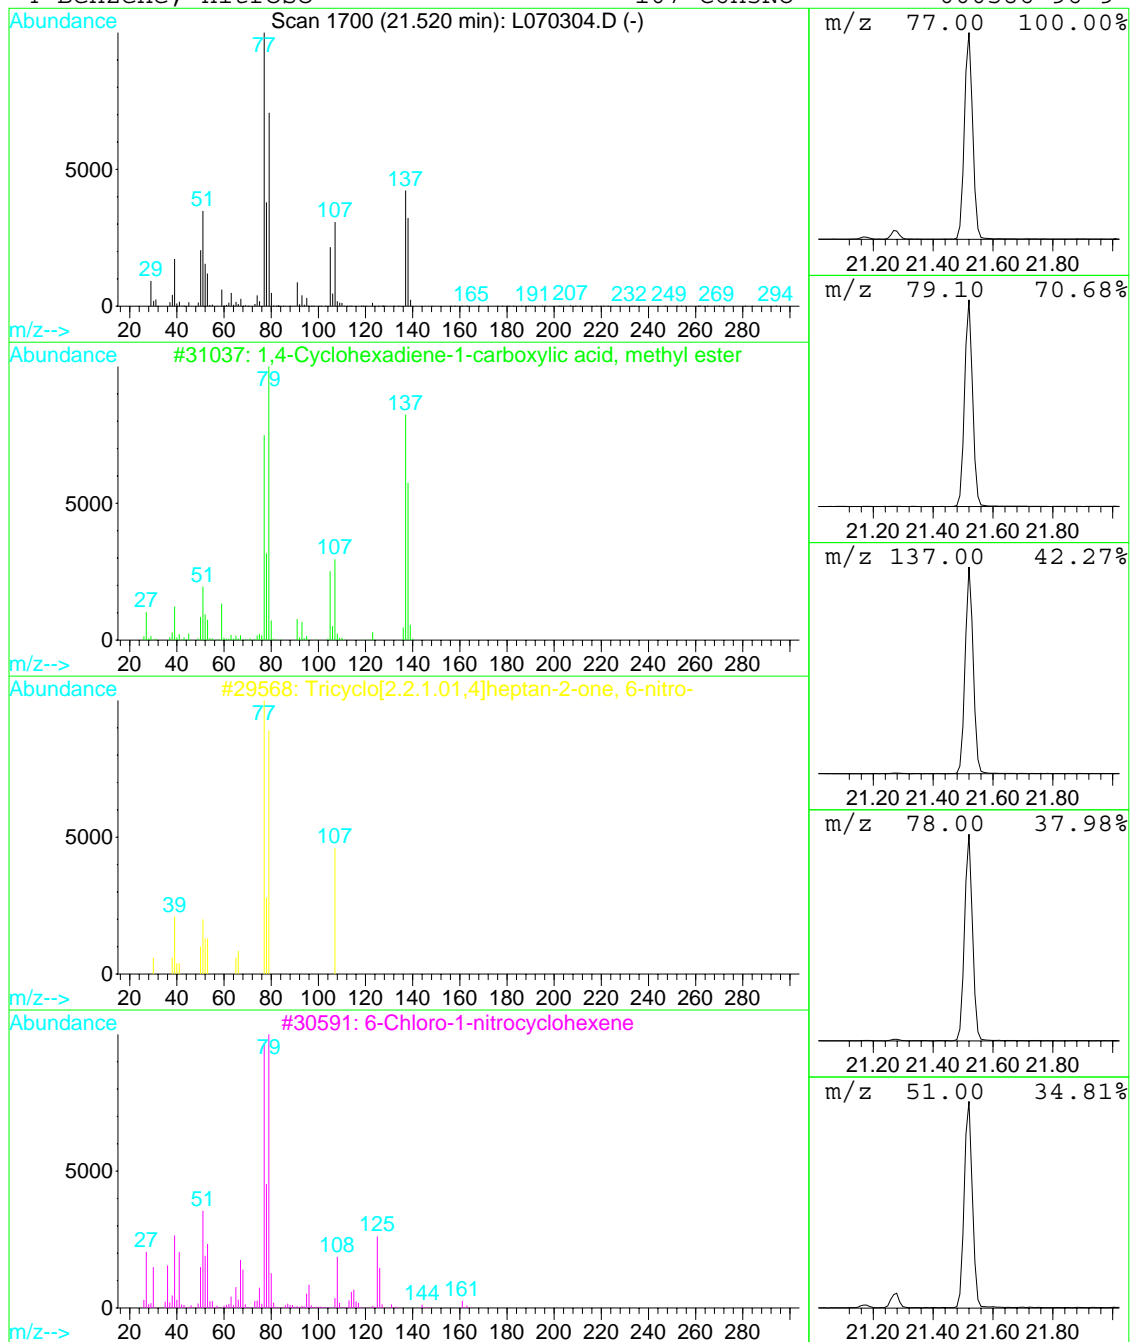 Scan 1700 (21.520 min): L070304.D (-)
Abundance
77
5000
51
137
107
29
165 191 207 232 249 269 294
0
20 40 60 80 100 120 140 160 180 200 220 240 260 280
m/z-->
#31037: 1,4-Cyclohexadiene-1-carboxylic acid, methyl ester
Abundance
79
137
5000
107
51
27
0
20 40 60 80 100 120 140 160 180 200 220 240 260 280
m/z-->
#29568: Tricyclo[2.2.1.01,4]heptan-2-one, 6-nitro-
Abundance
77
5000
107
39
0
20 40 60 80 100 120 140 160 180 200 220 240 260 280
m/z-->
#30591: 6-Chloro-1-nitrocyclohexene
Abundance
79
5000
51
125
27
108
144 161
0
20 40 60 80 100 120 140 160 180 200 220 240 260 280
m/z-->
m/z 77.00 100.00%
21.20 21.40 21.60 21.80
m/z 79.10 70.68%
21.20 21.40 21.60 21.80
m/z 137.00 42.27%
21.20 21.40 21.60 21.80
m/z 78.00 37.98%
21.20 21.40 21.60 21.80
m/z 51.00 34.81%
21.20 21.40 21.60 21.80